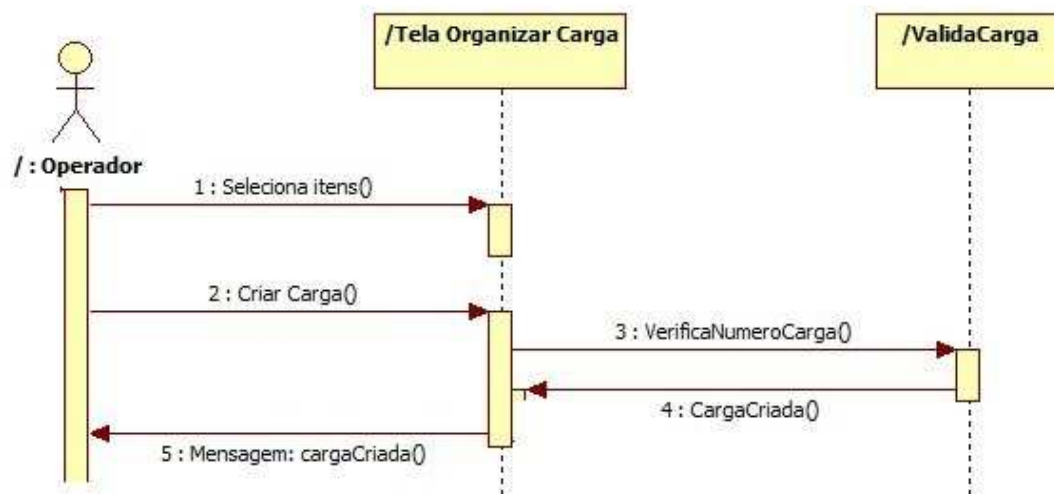 /Tela Organizar Carga
/ValidaCarga
/ : Operador
1 : Seleciona itens()
2 : Criar Carga()
3 : VerificaNumeroCarga()
4 : CargaCriada()
5 : Mensagem: cargaCriada()